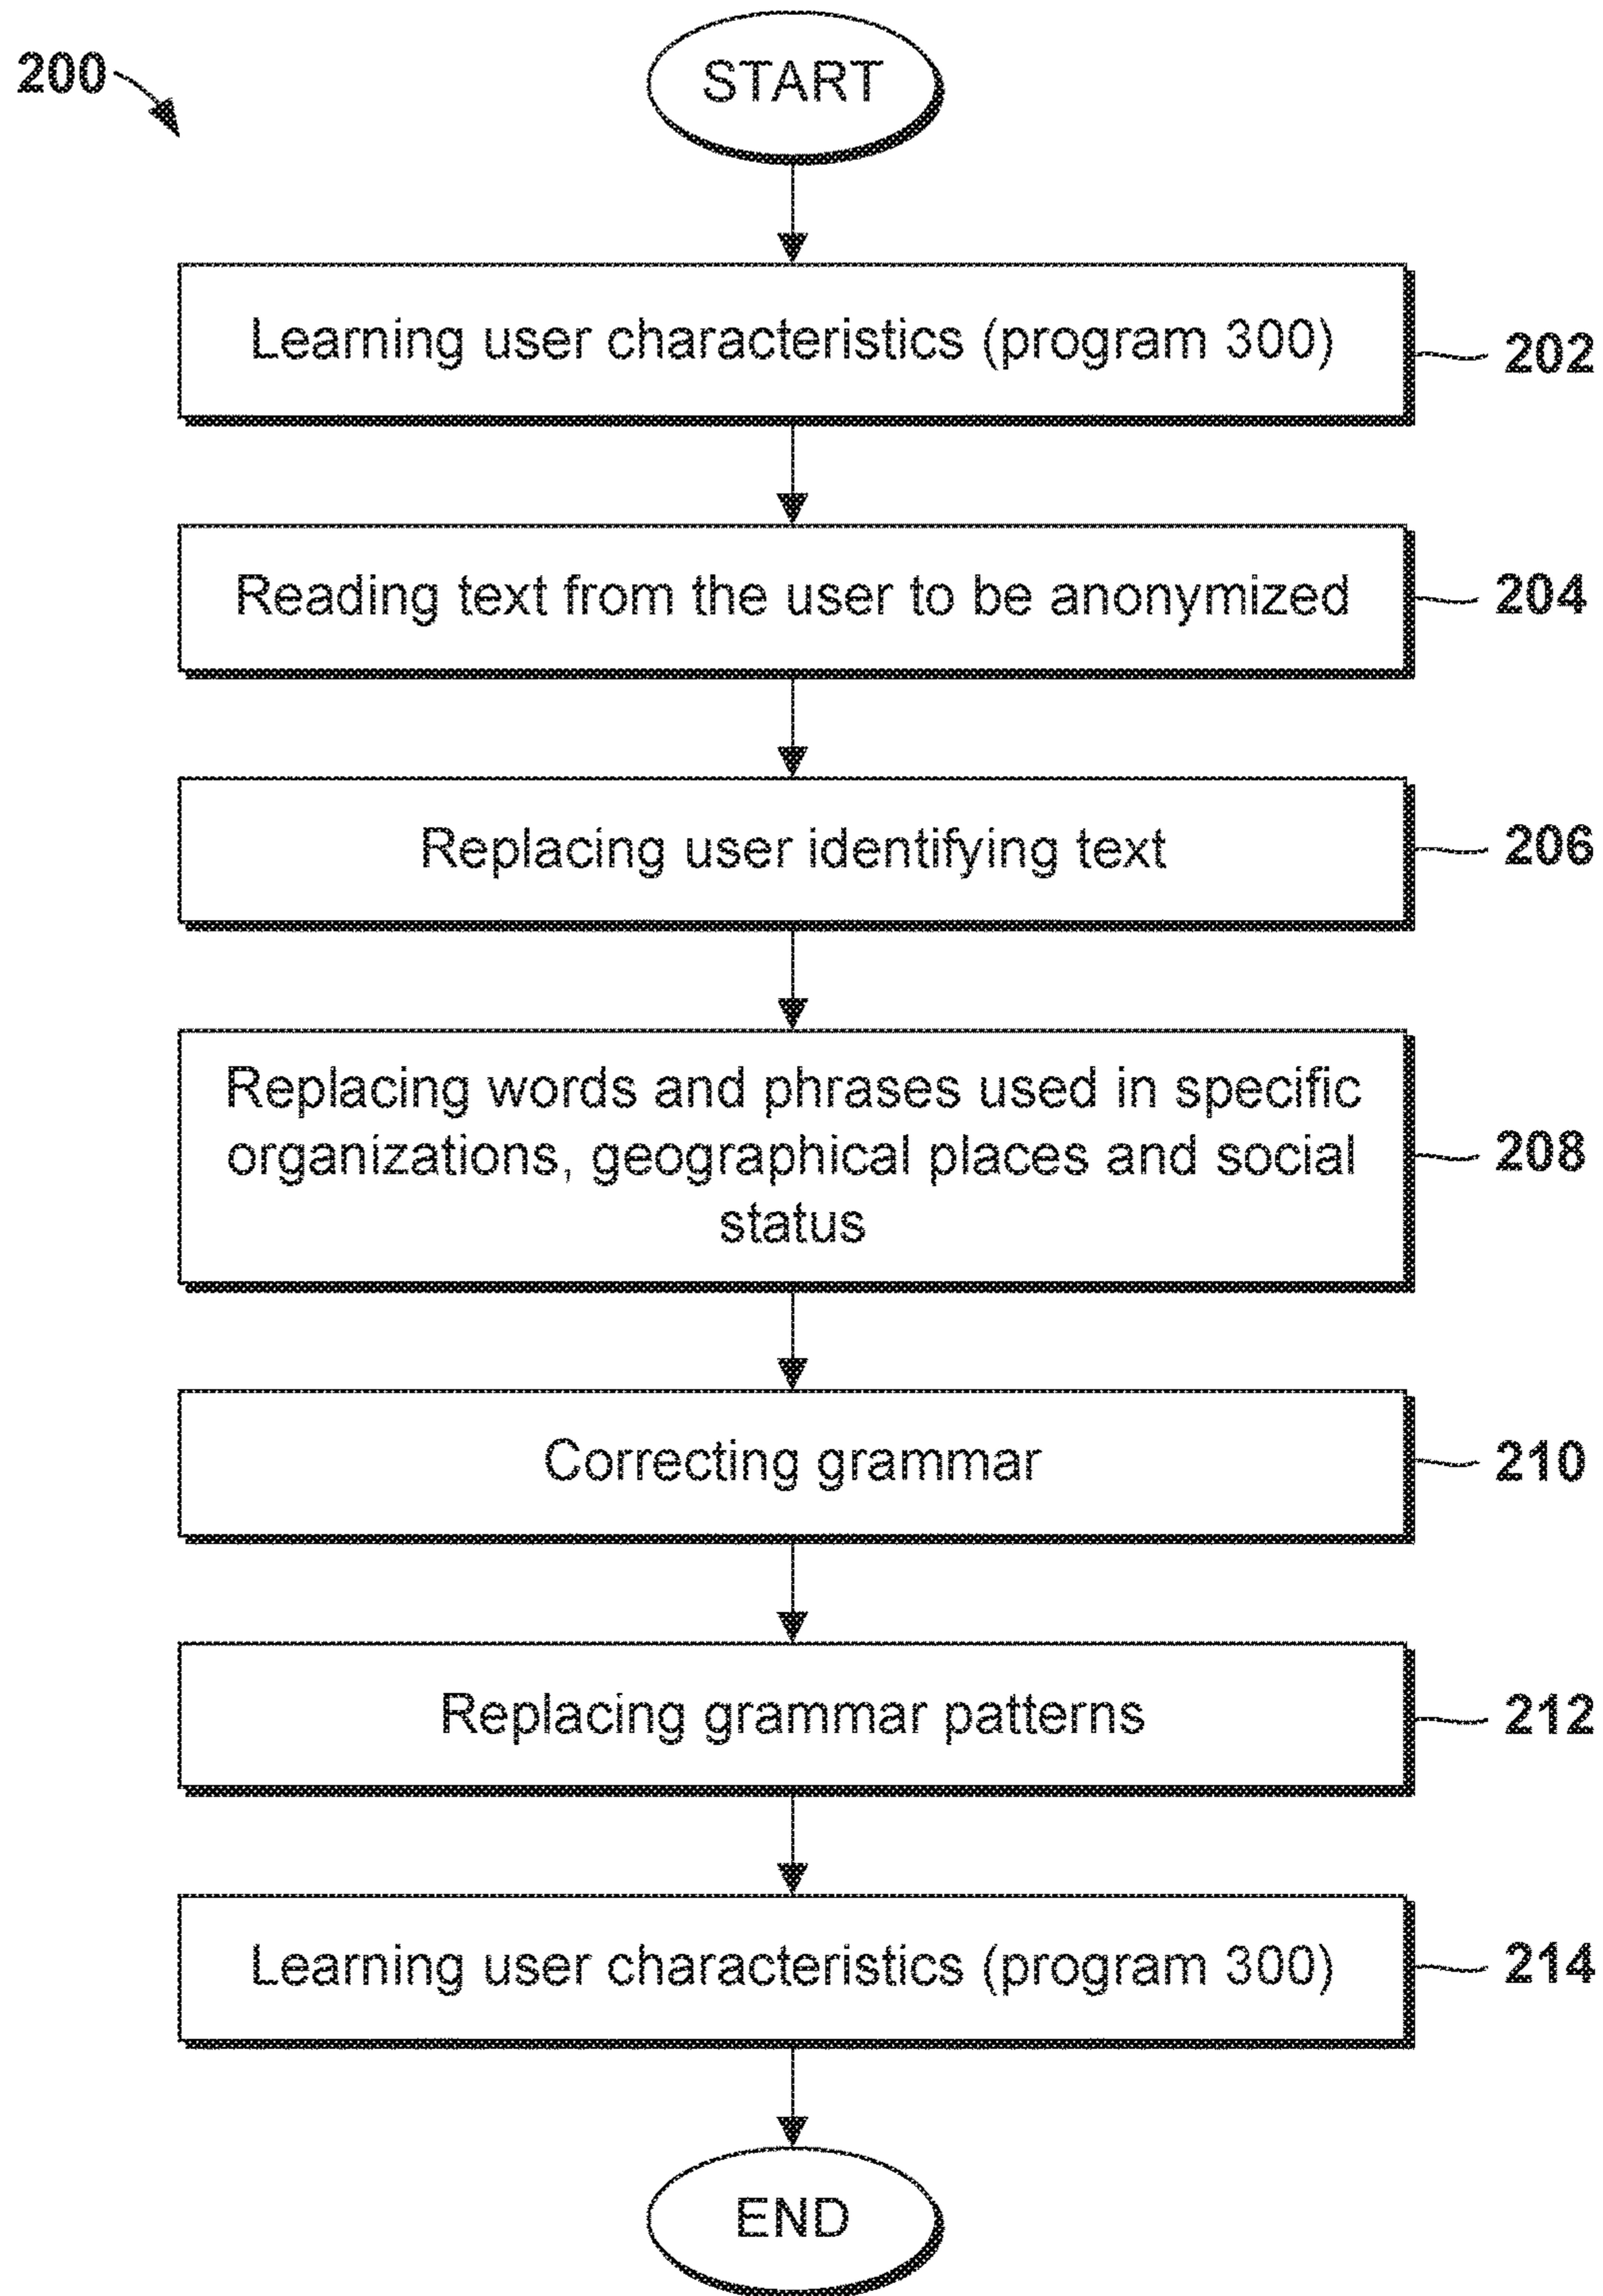 200
START
Learning user characteristics (program 300)
202
Reading text from the user to be anonymized
204
Replacing user identifying text
206
Replacing words and phrases used in specific
organizations, geographical places and social
status
208
Correcting grammar
210
Replacing grammar patterns
212
Learning user characteristics (program 300)
214
END